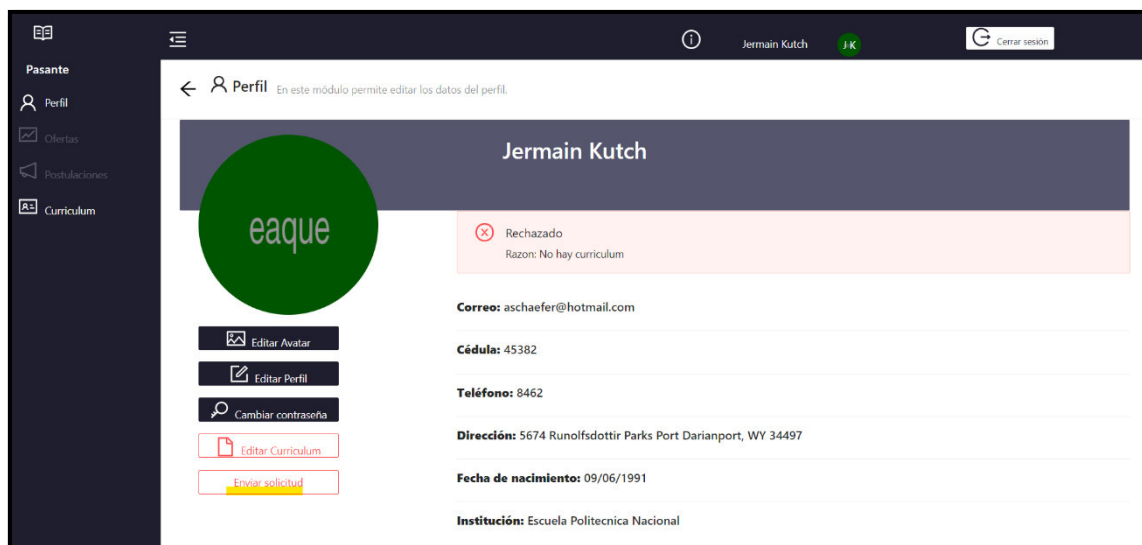 Jermain Kutch
J-K
Cerrar sesión
Pasante
Perfil
Ofertas
Postulaciones
Curriculum
Perfil En este módulo permite editar los datos del perfil.
Jermain Kutch
eaque
Editar Avatar
Editar Perfil
Cambiar contraseña
Editar Curriculum
Enviar solicitud
Rechazado
Razon: No hay curriculum
Correo: aschaefer@hotmail.com
Cédula: 45382
Teléfono: 8462
Dirección: 5674 Runolfsdottir Parks Port Darianport, WY 34497
Fecha de nacimiento: 09/06/1991
Institución: Escuela Politecnica Nacional